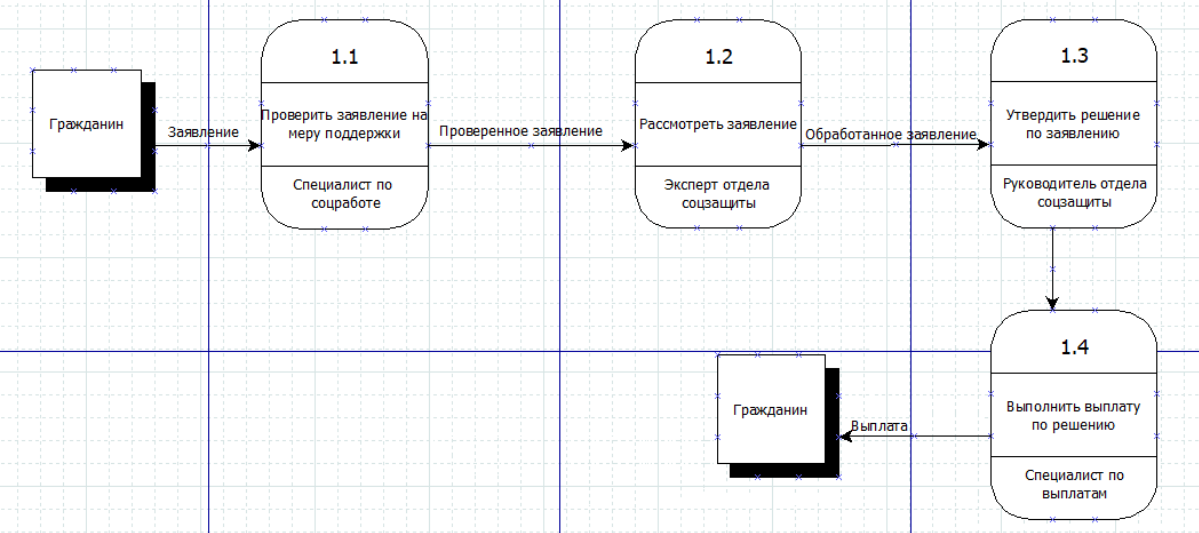 1.1
1.2
1.3
Гражданин
Заявление
Проверить заявление на
меру поддержки
Проверенное заявление
Рассмотреть заявление
Обработанное заявление
Утвердить решение
по заявлению
Специалист по
соцработе
Эксперт отдела
соцзащиты
Руководитель отдела
соцзащиты
1.4
Гражданин
Выплата
Выполнить выплату
по решению
Специалист по
выплатам